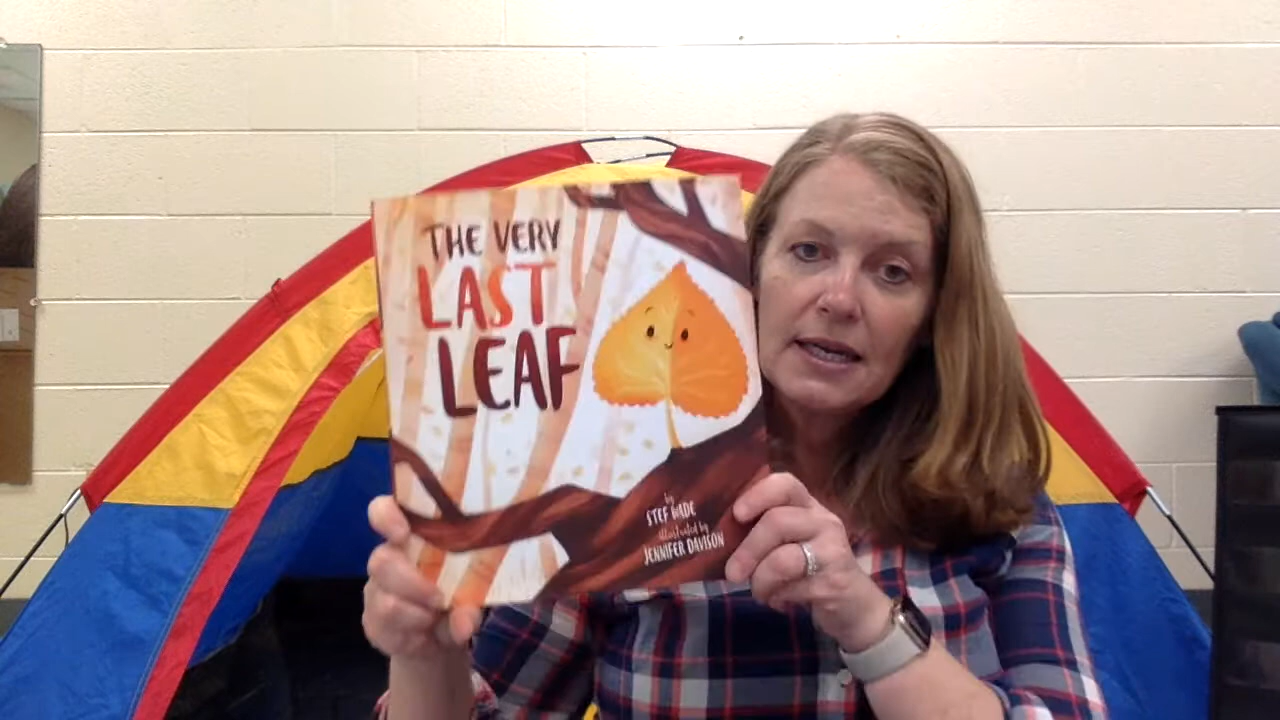 THE VERY
LAST
LEAF
by
STEF WADE
illustrated by
JENNIFER DAVISON